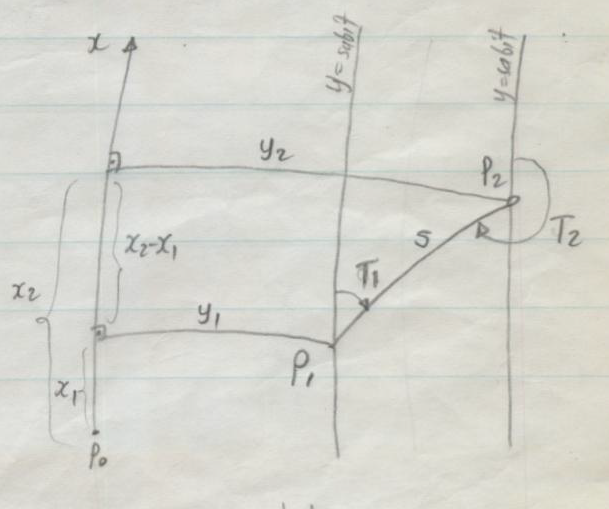 x
y = sabit
y = sabit
y₂
P₂
x₂-x₁
S
T₂
x₂
T₁
y₁
P₁
x₁
P₀